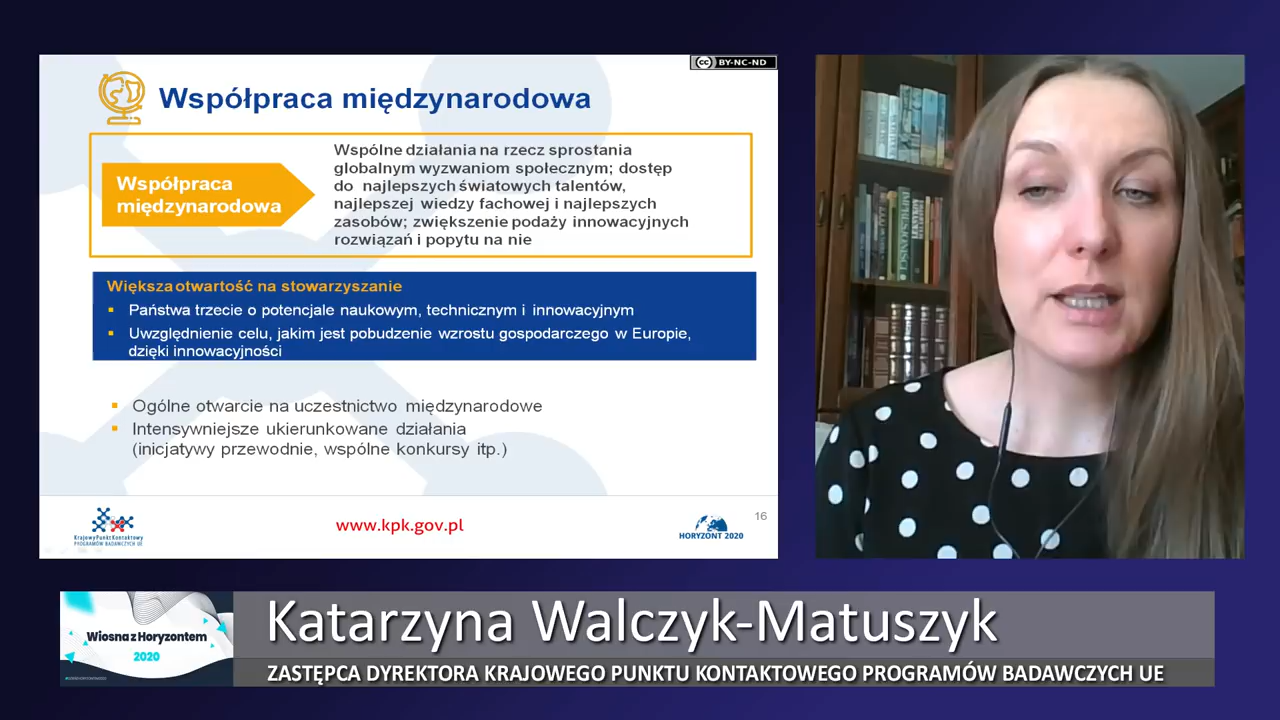 BY-NC-ND
Współpraca międzynarodowa
Współpraca
międzynarodowa
Wspólne działania na rzecz sprostania
globalnym wyzwaniom społecznym; dostęp
do najlepszych światowych talentów,
najlepszej wiedzy fachowej i najlepszych
zasobów; zwiększenie podaży innowacyjnych
rozwiązań i popytu na nie
Większa otwartość na stowarzyszanie
Państwa trzecie o potencjale naukowym, technicznym i innowacyjnym
Uwzględnienie celu, jakim jest pobudzenie wzrostu gospodarczego w Europie,
dzięki innowacyjności
Ogólne otwarcie na uczestnictwo międzynarodowe
Intensywniejsze ukierunkowane działania
(inicjatywy przewodnie, wspólne konkursy itp.)
Krajowy Punkt Kontaktowy
PROGRAMÓW BADAWCZYCH UE
www.kpk.gov.pl
HORYZONT 2020
16
Wiosna z Horyzontem
2020
Katarzyna Walczyk-Matuszyk
ZASTĘPCA DYREKTORA KRAJOWEGO PUNKTU KONTAKTOWEGO PROGRAMÓW BADAWCZYCH UE